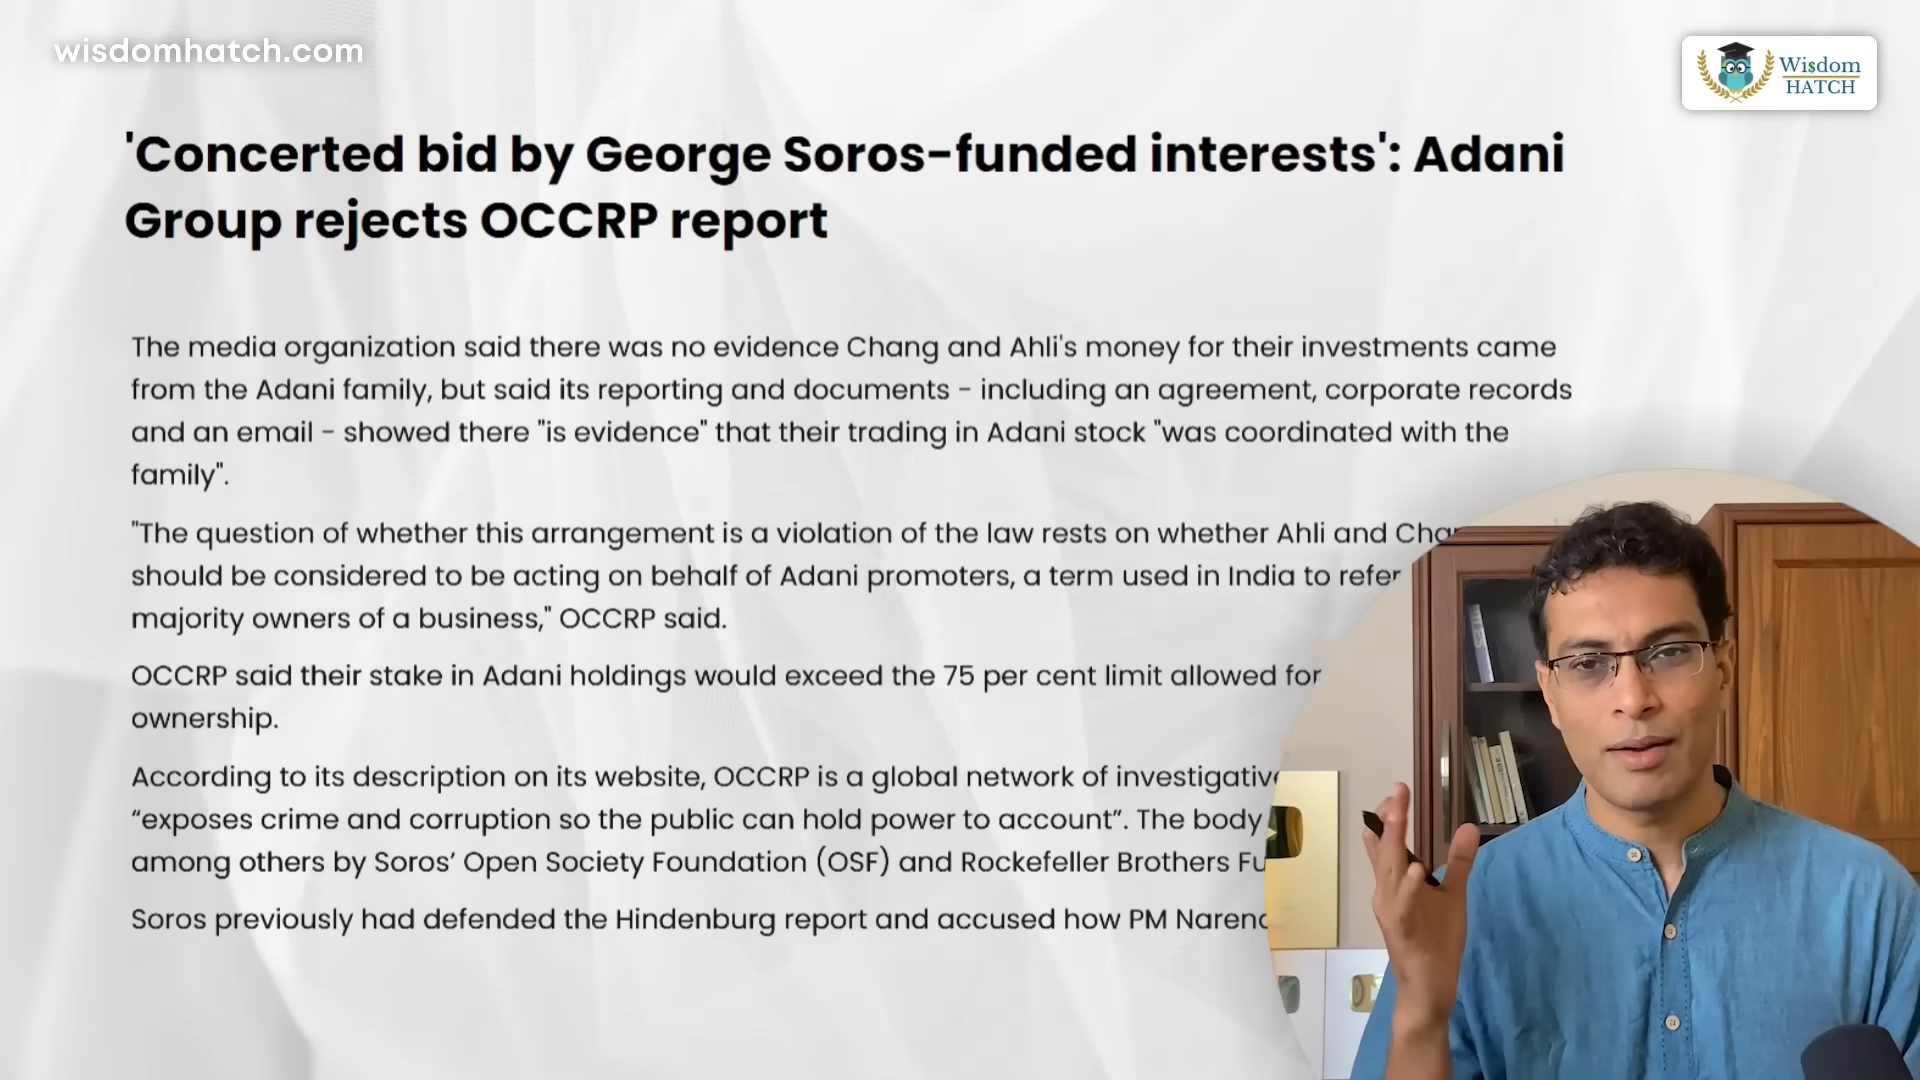 wisdomhatch.com
Wisdom
HATCH
'Concerted bid by George Soros-funded interests': Adani
Group rejects OCCRP report
The media organization said there was no evidence Chang and Ahli's money for their investments came
from the Adani family, but said its reporting and documents - including an agreement, corporate records
and an email - showed there "is evidence" that their trading in Adani stock "was coordinated with the
family".
"The question of whether this arrangement is a violation of the law rests on whether Ahli and
should be considered to be acting on behalf of Adani promoters, a term used in India to refer
majority owners of a business," OCCRP said.
OCCRP said their stake in Adani holdings would exceed the 75 per cent limit allowed for
ownership.
According to its description on its website, OCCRP is a global network of
“exposes crime and corruption so the public can hold power to account”. The body
among others by Soros’ Open Society Foundation (OSF) and Rockefeller Brothers
Soros previously had defended the Hindenburg report and accused how PM